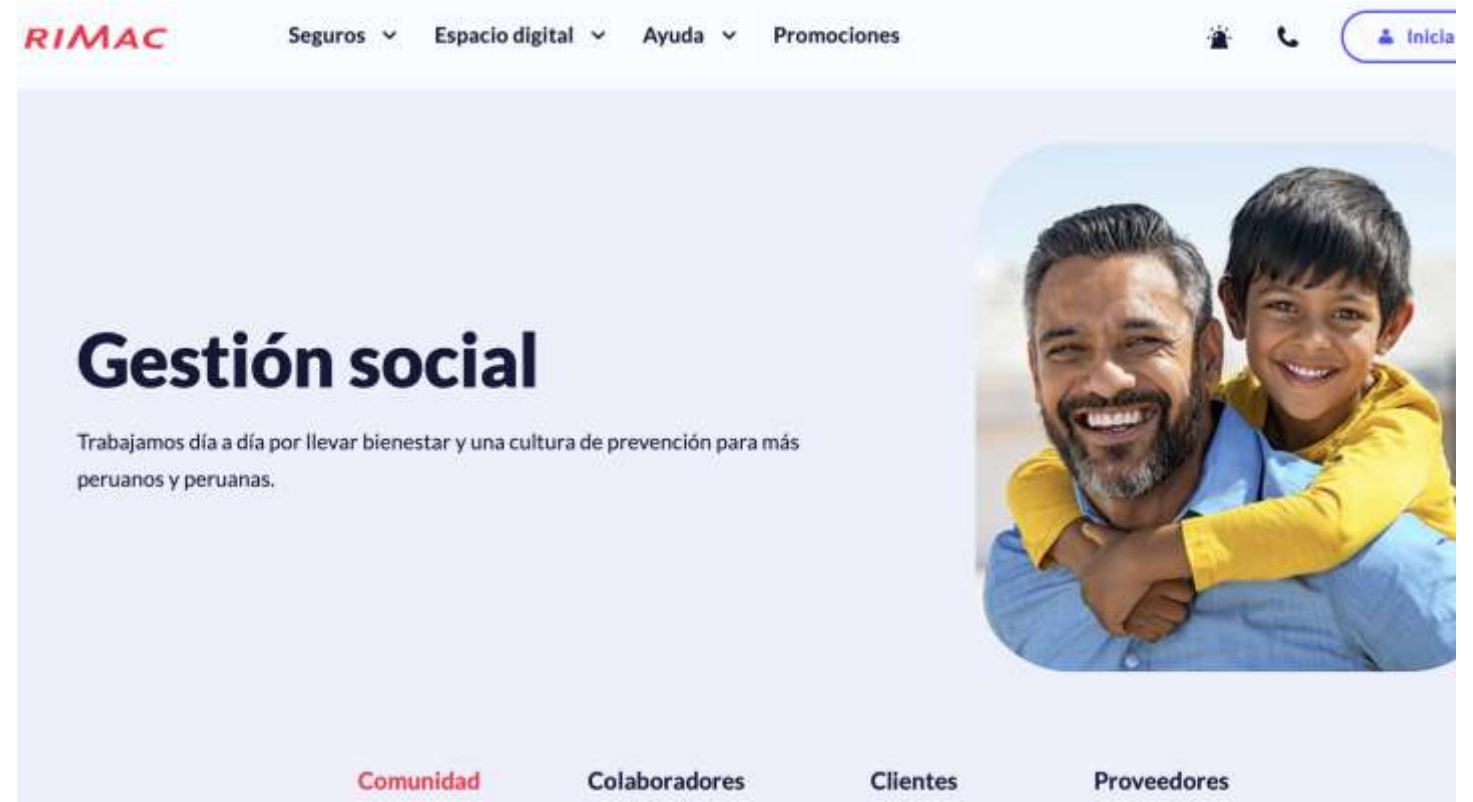 RIMAC
Seguros
Espacio digital
Ayuda
Promociones
Inicia
Gestión social
Trabajamos día a día por llevar bienestar y una cultura de prevención para más
peruanos y peruanas.
Comunidad
Colaboradores
Clientes
Proveedores